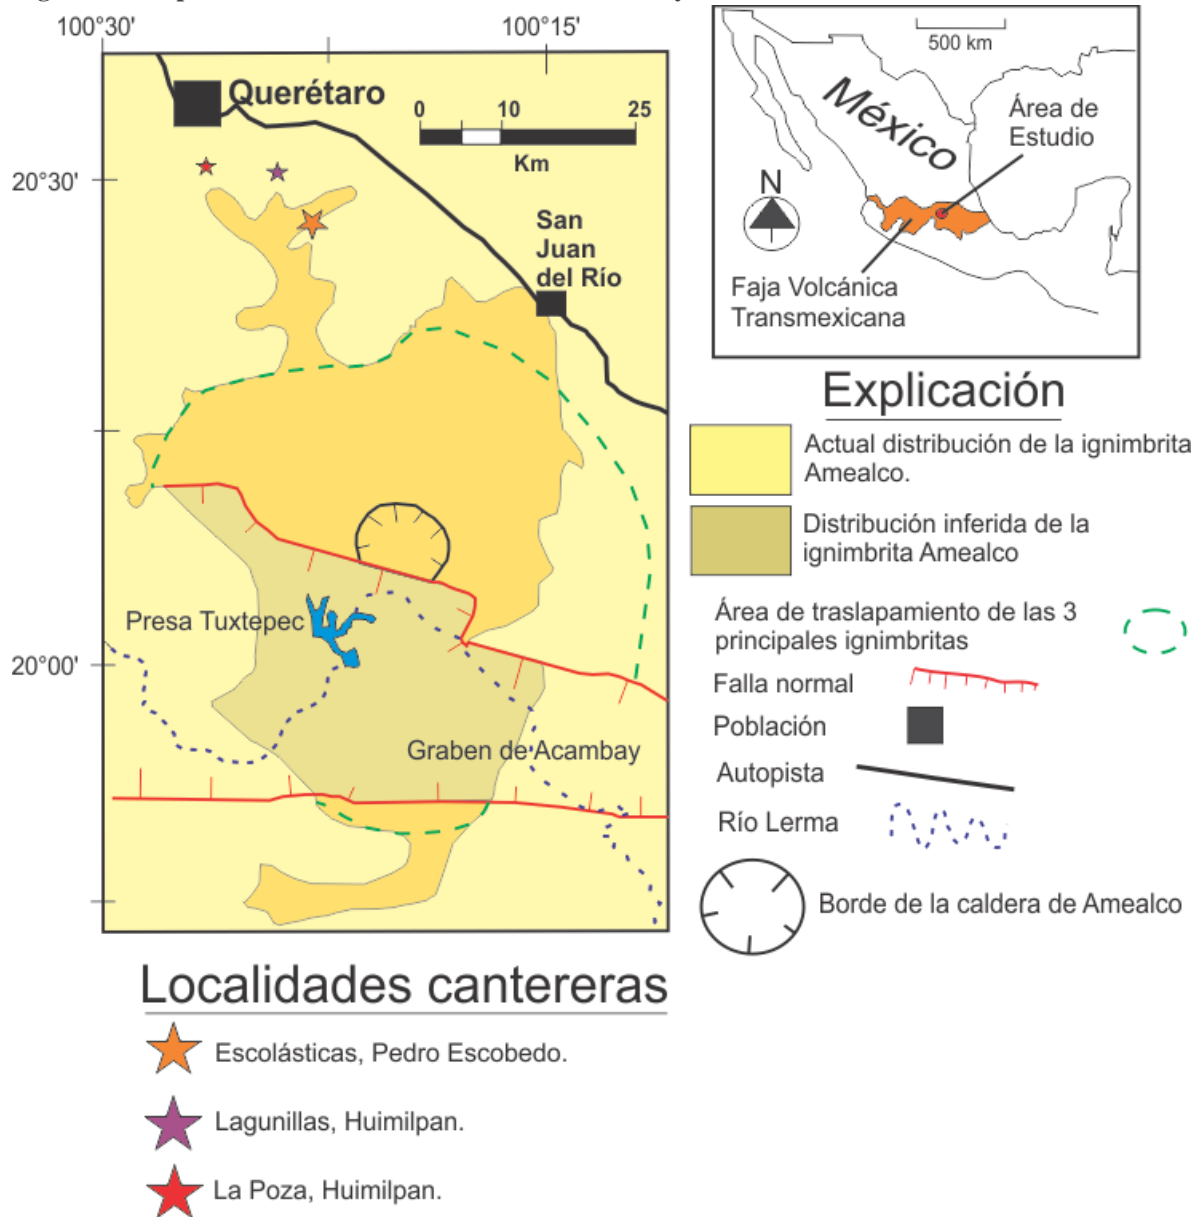 100°30'
100°15'
Querétaro
0 10 25
Km
20°30'
San
Juan
del Río
Presa Tuxtepec
20°00'
Graben de Acambay
500 km
México
Área de
Estudio
N
Faja Volcánica
Transmexicana
Explicación
Actual distribución de la ignimbrita
Amealco.
Distribución inferida de la
ignimbrita Amealco
Área de traslapamiento de las 3
principales ignimbritas
Falla normal
Población
Autopista
Río Lerma
Borde de la caldera de Amealco
Localidades cantereras
Escolásticas, Pedro Escobedo.
Lagunillas, Huimilpan.
La Poza, Huimilpan.